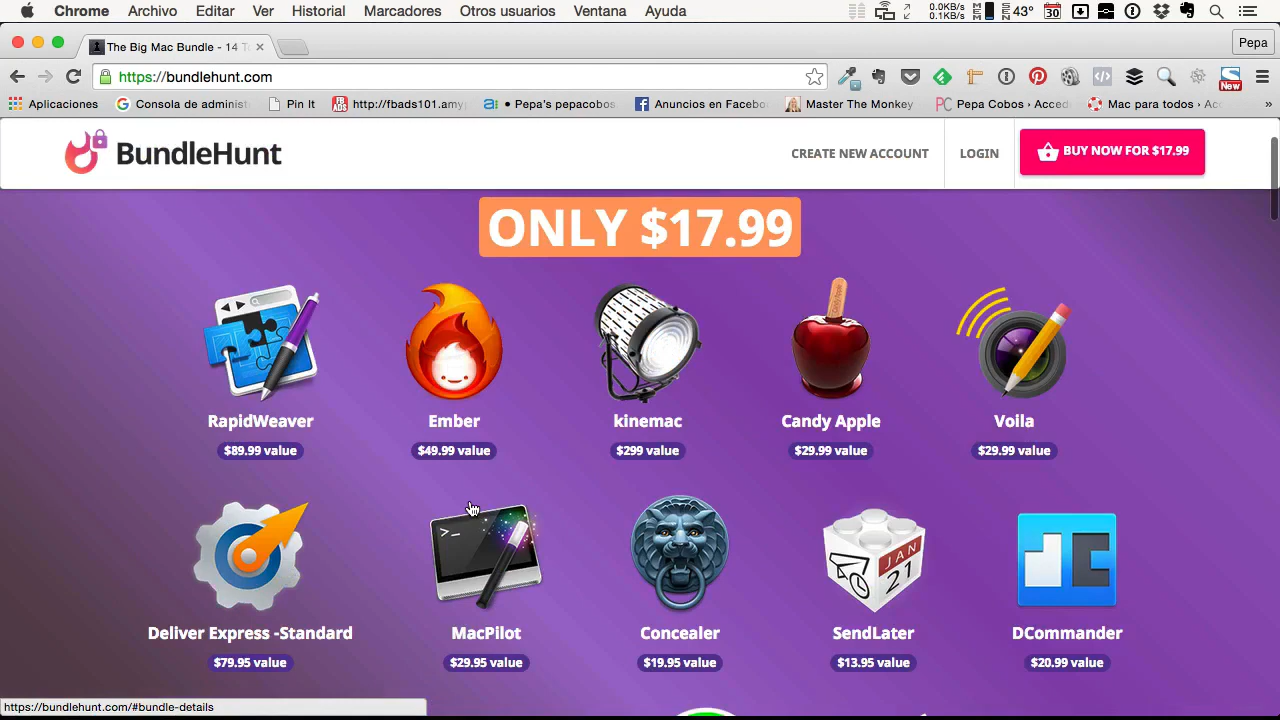 Chrome Archivo Editar Ver Historial Marcadores Otros usuarios Ventana Ayuda
0.0KB/s
0.1KB/s
43° 30
The Big Mac Bundle - 14 T
Pepa
https://bundlehunt.com
New
Aplicaciones Consola de administ Pin It http://fbads101.amy • Pepa's pepacobos Anuncios en Facebo Master The Monkey Pepa Cobos › Acced Mac para todos › Ac »
BundleHunt
CREATE NEW ACCOUNT LOGIN BUY NOW FOR $17.99
ONLY $17.99
RapidWeaver Ember kinemac Candy Apple Voila
$89.99 value $49.99 value $299 value $29.99 value $29.99 value
>_
JAN
21
Deliver Express -Standard MacPilot Concealer SendLater DCommander
$79.95 value $29.95 value $19.95 value $13.95 value $20.99 value
https://bundlehunt.com/#bundle-details